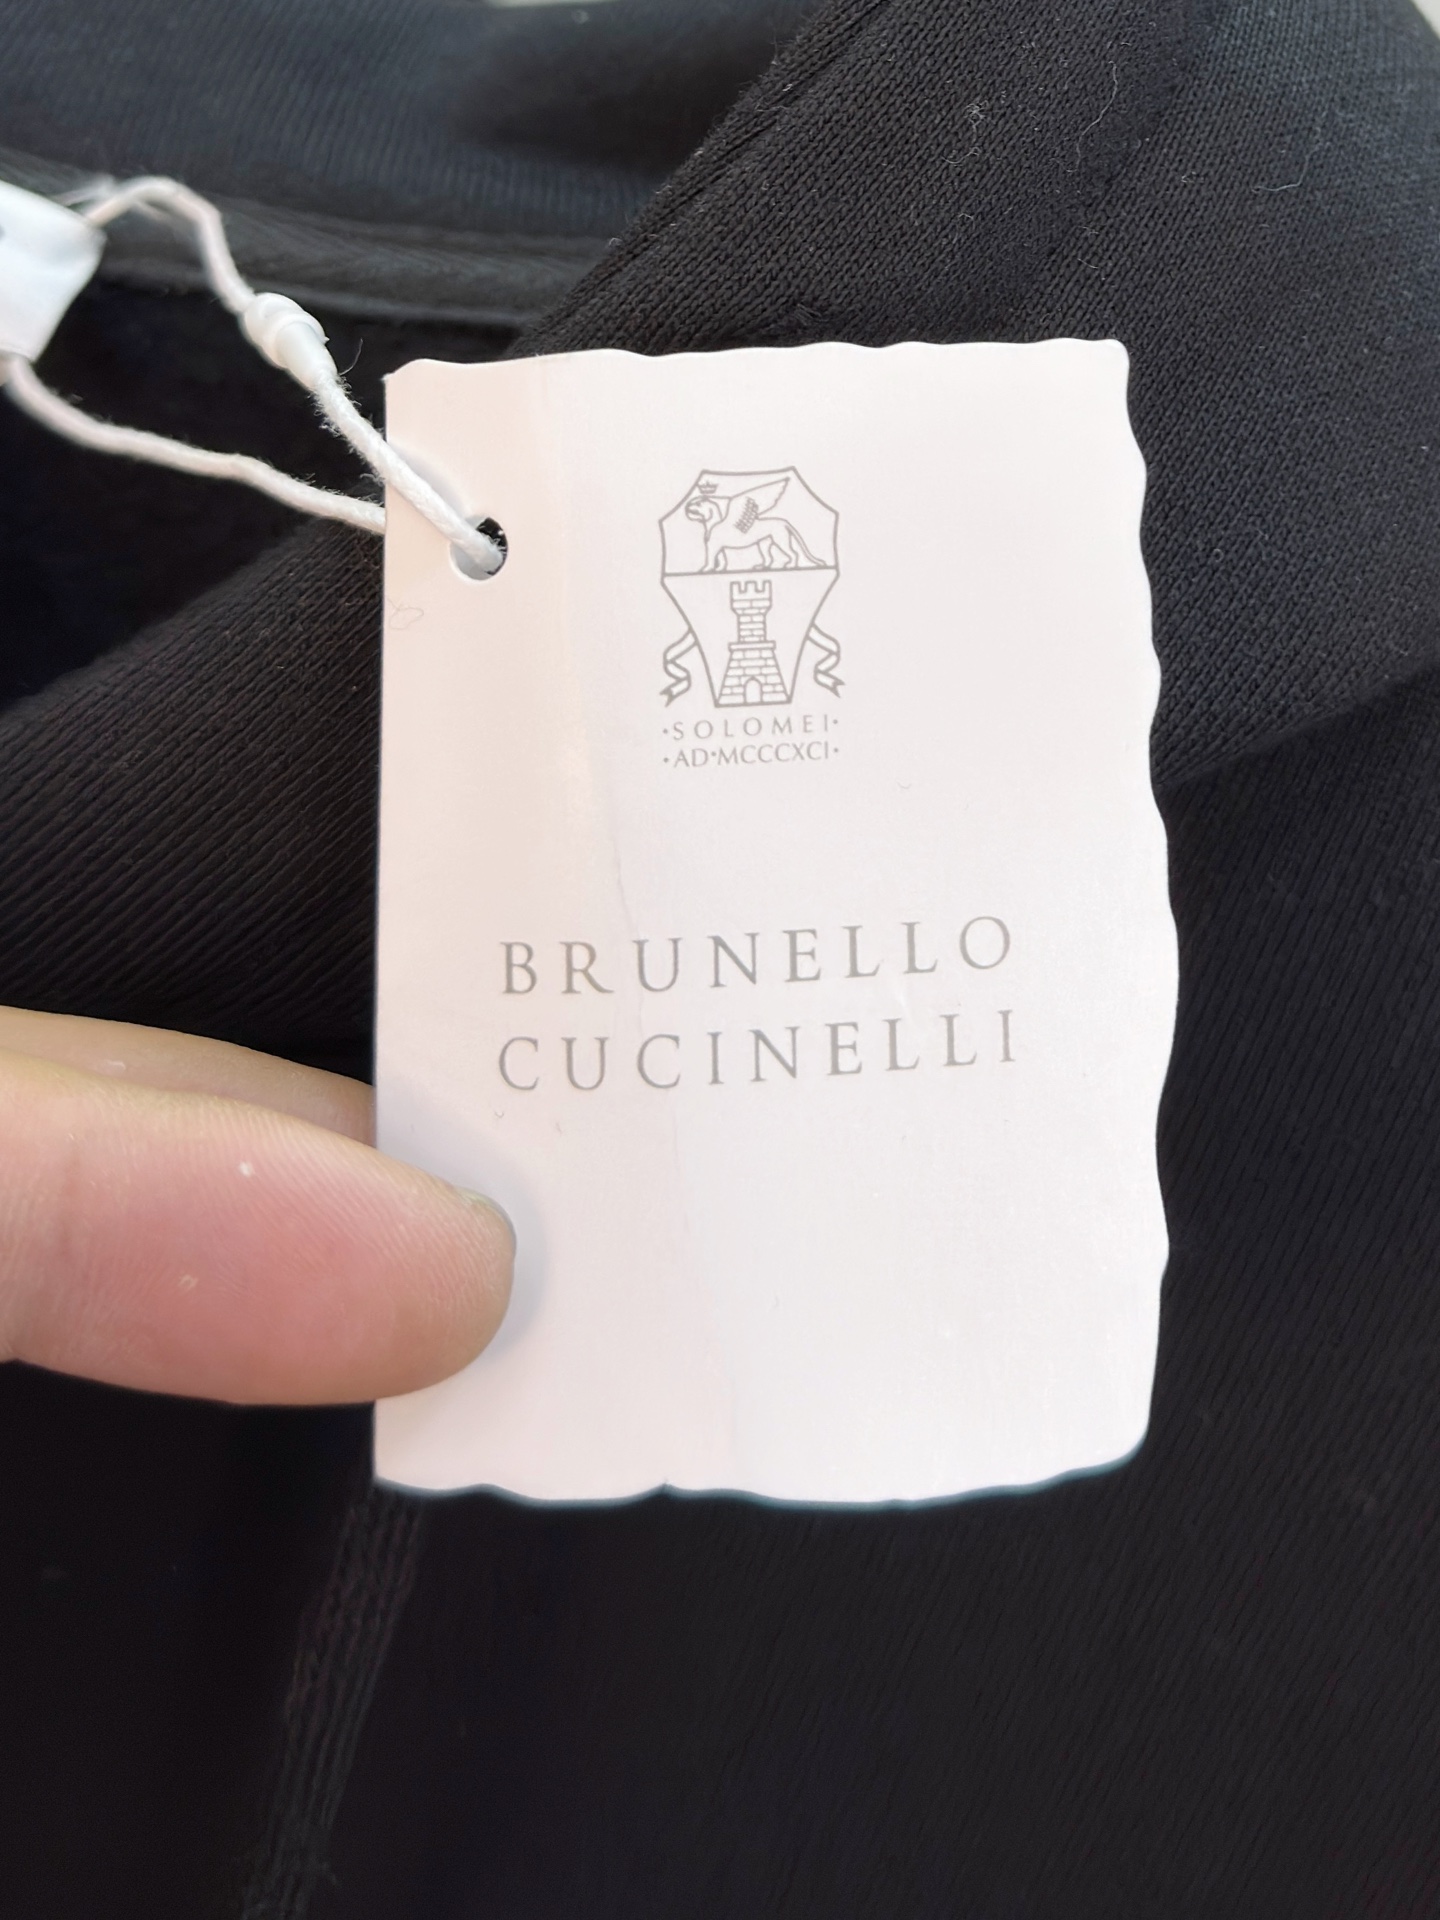 ·SOLOMEI·
·AD·MCCCXCI·
BRUNELLO
CUCINELLI